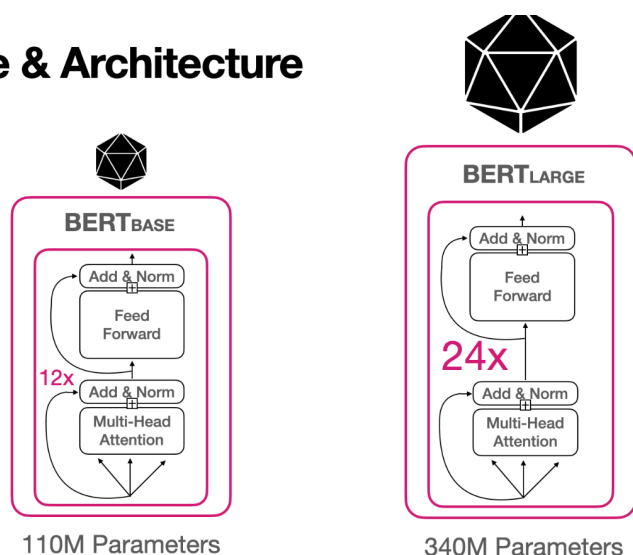 e & Architecture
BERTBASE
Add & Norm
Feed
Forward
12x
Add & Norm
Multi-Head
Attention
110M Parameters
BERTLARGE
Add & Norm
Feed
Forward
24x
Add & Norm
Multi-Head
Attention
340M Parameters